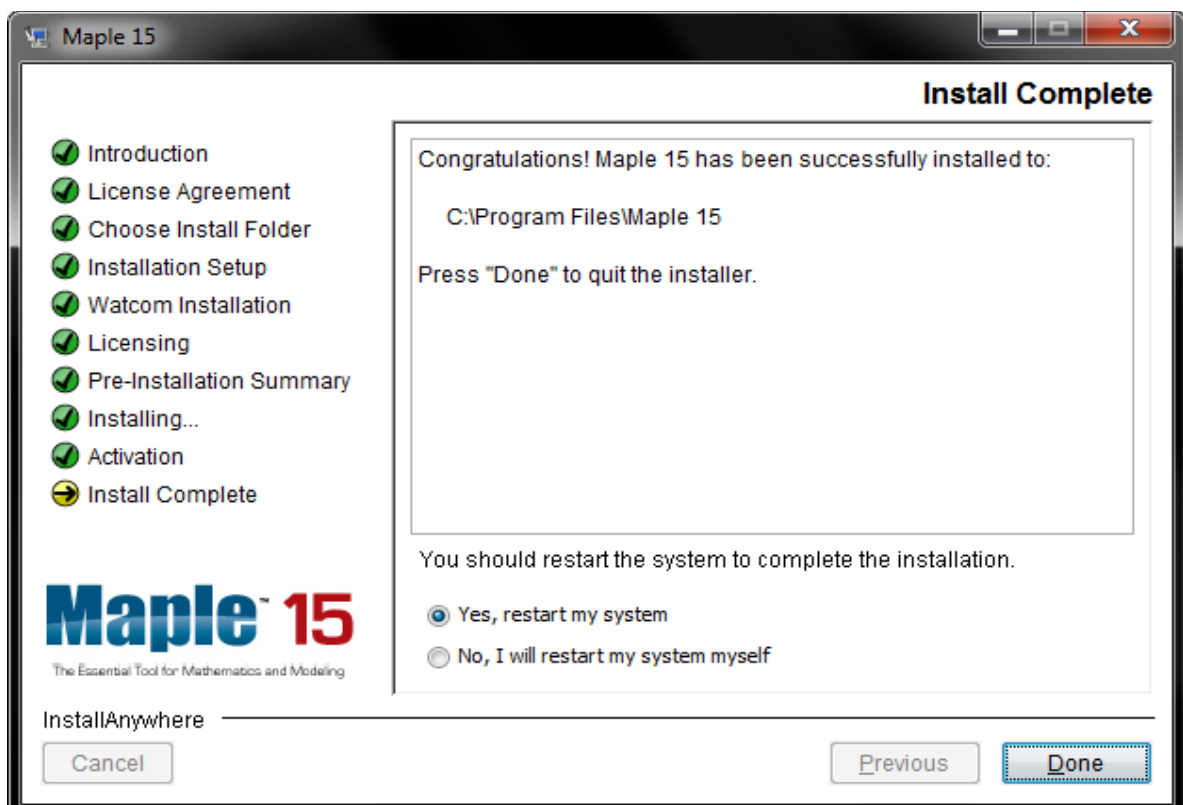 Maple 15
Install Complete
Introduction
License Agreement
Choose Install Folder
Installation Setup
Watcom Installation
Licensing
Pre-Installation Summary
Installing...
Activation
Install Complete
Maple™ 15
The Essential Tool for Mathematics and Modeling
Congratulations! Maple 15 has been successfully installed to:
C:\Program Files\Maple 15
Press "Done" to quit the installer.
You should restart the system to complete the installation.
Yes, restart my system
No, I will restart my system myself
InstallAnywhere
Cancel
Previous
Done